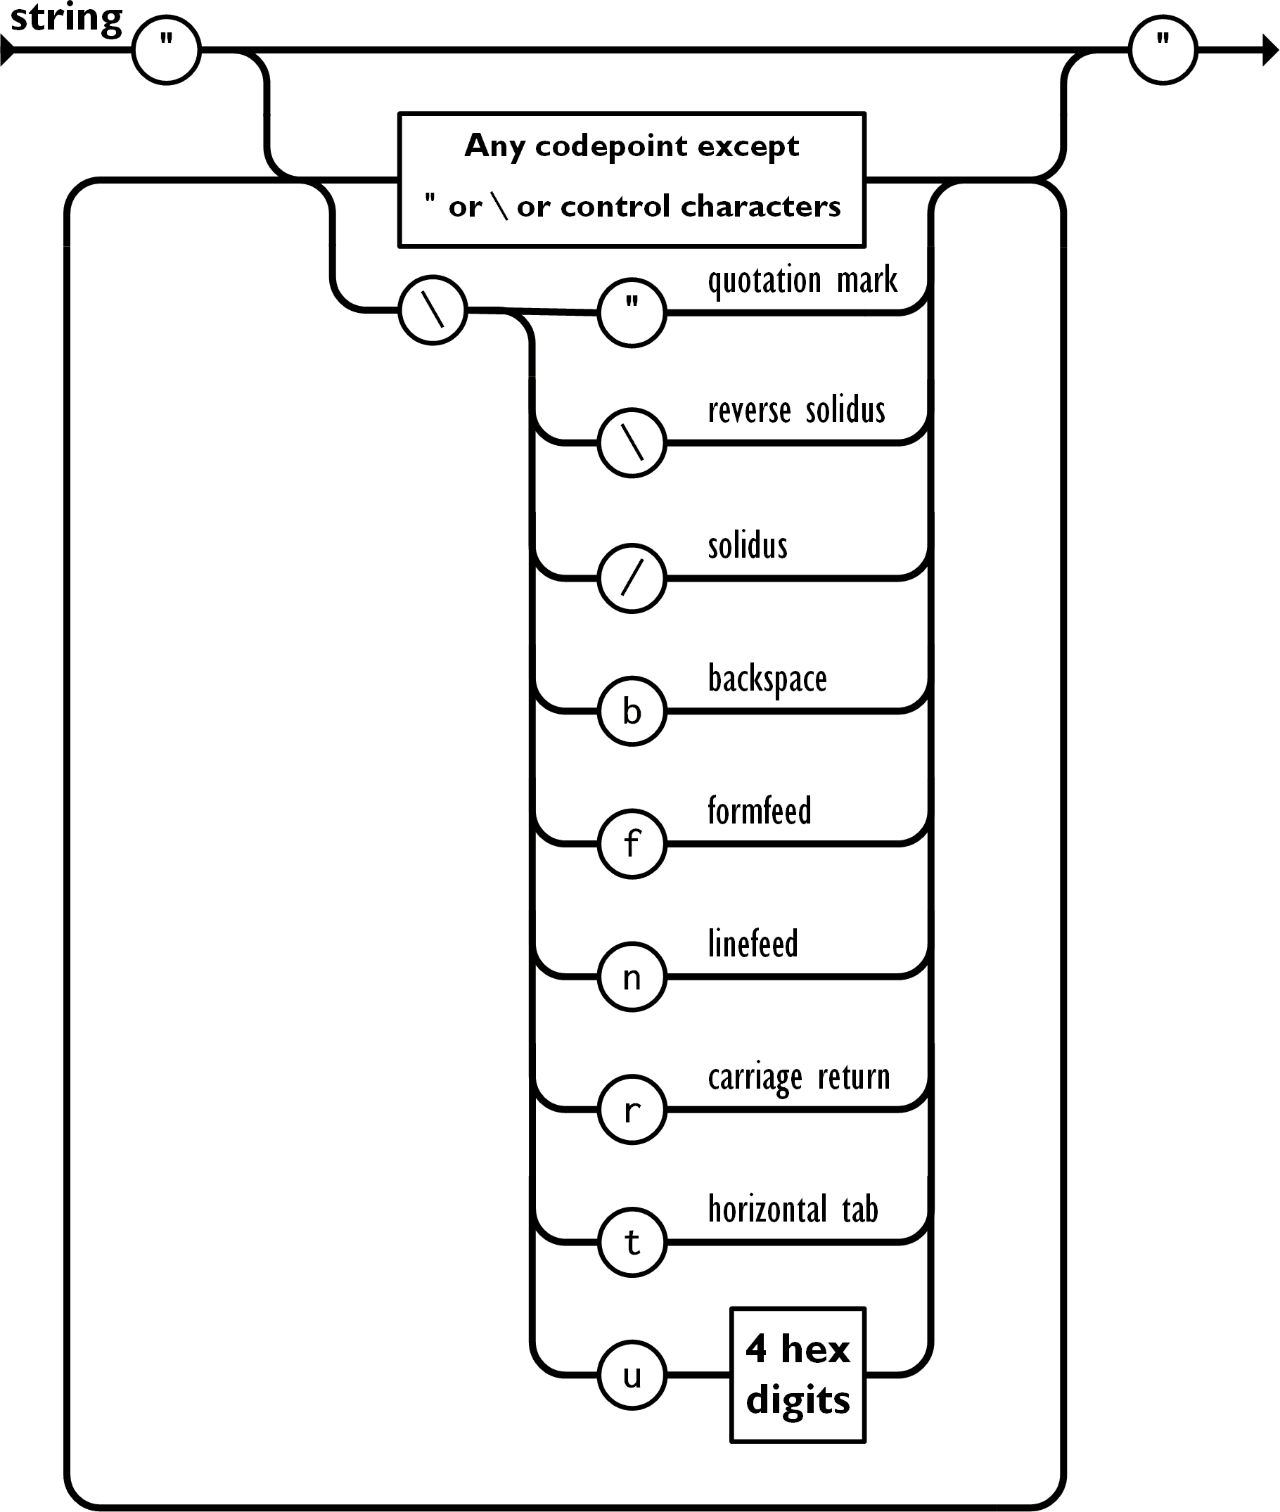 string
" "
Any codepoint except
" or \ or control characters
\ " quotation mark
\ reverse solidus
/ solidus
b backspace
f formfeed
n linefeed
r carriage return
t horizontal tab
u 4 hex
digits